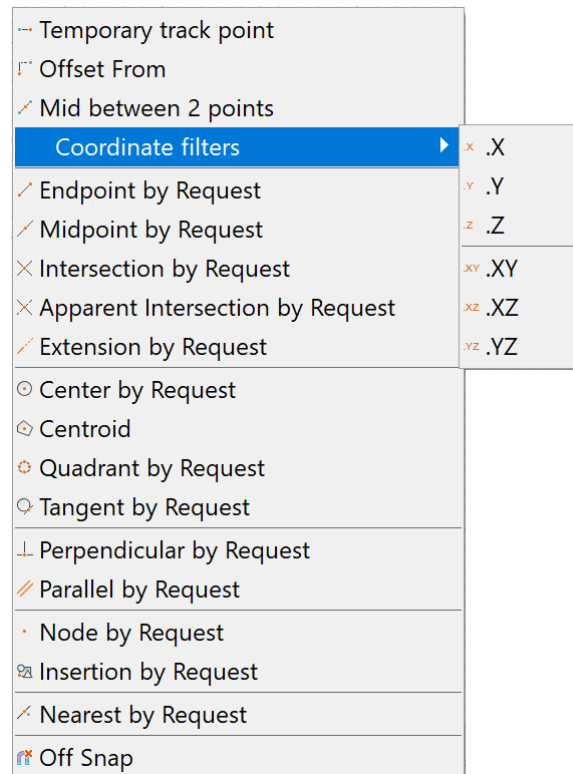 Temporary track point
Offset From
Mid between 2 points
Coordinate filters
.X .X
.Y .Y
.Z .Z
.XY .XY
.XZ .XZ
.YZ .YZ
Endpoint by Request
Midpoint by Request
Intersection by Request
Apparent Intersection by Request
Extension by Request
Center by Request
Centroid
Quadrant by Request
Tangent by Request
Perpendicular by Request
Parallel by Request
Node by Request
Insertion by Request
Nearest by Request
Off Snap